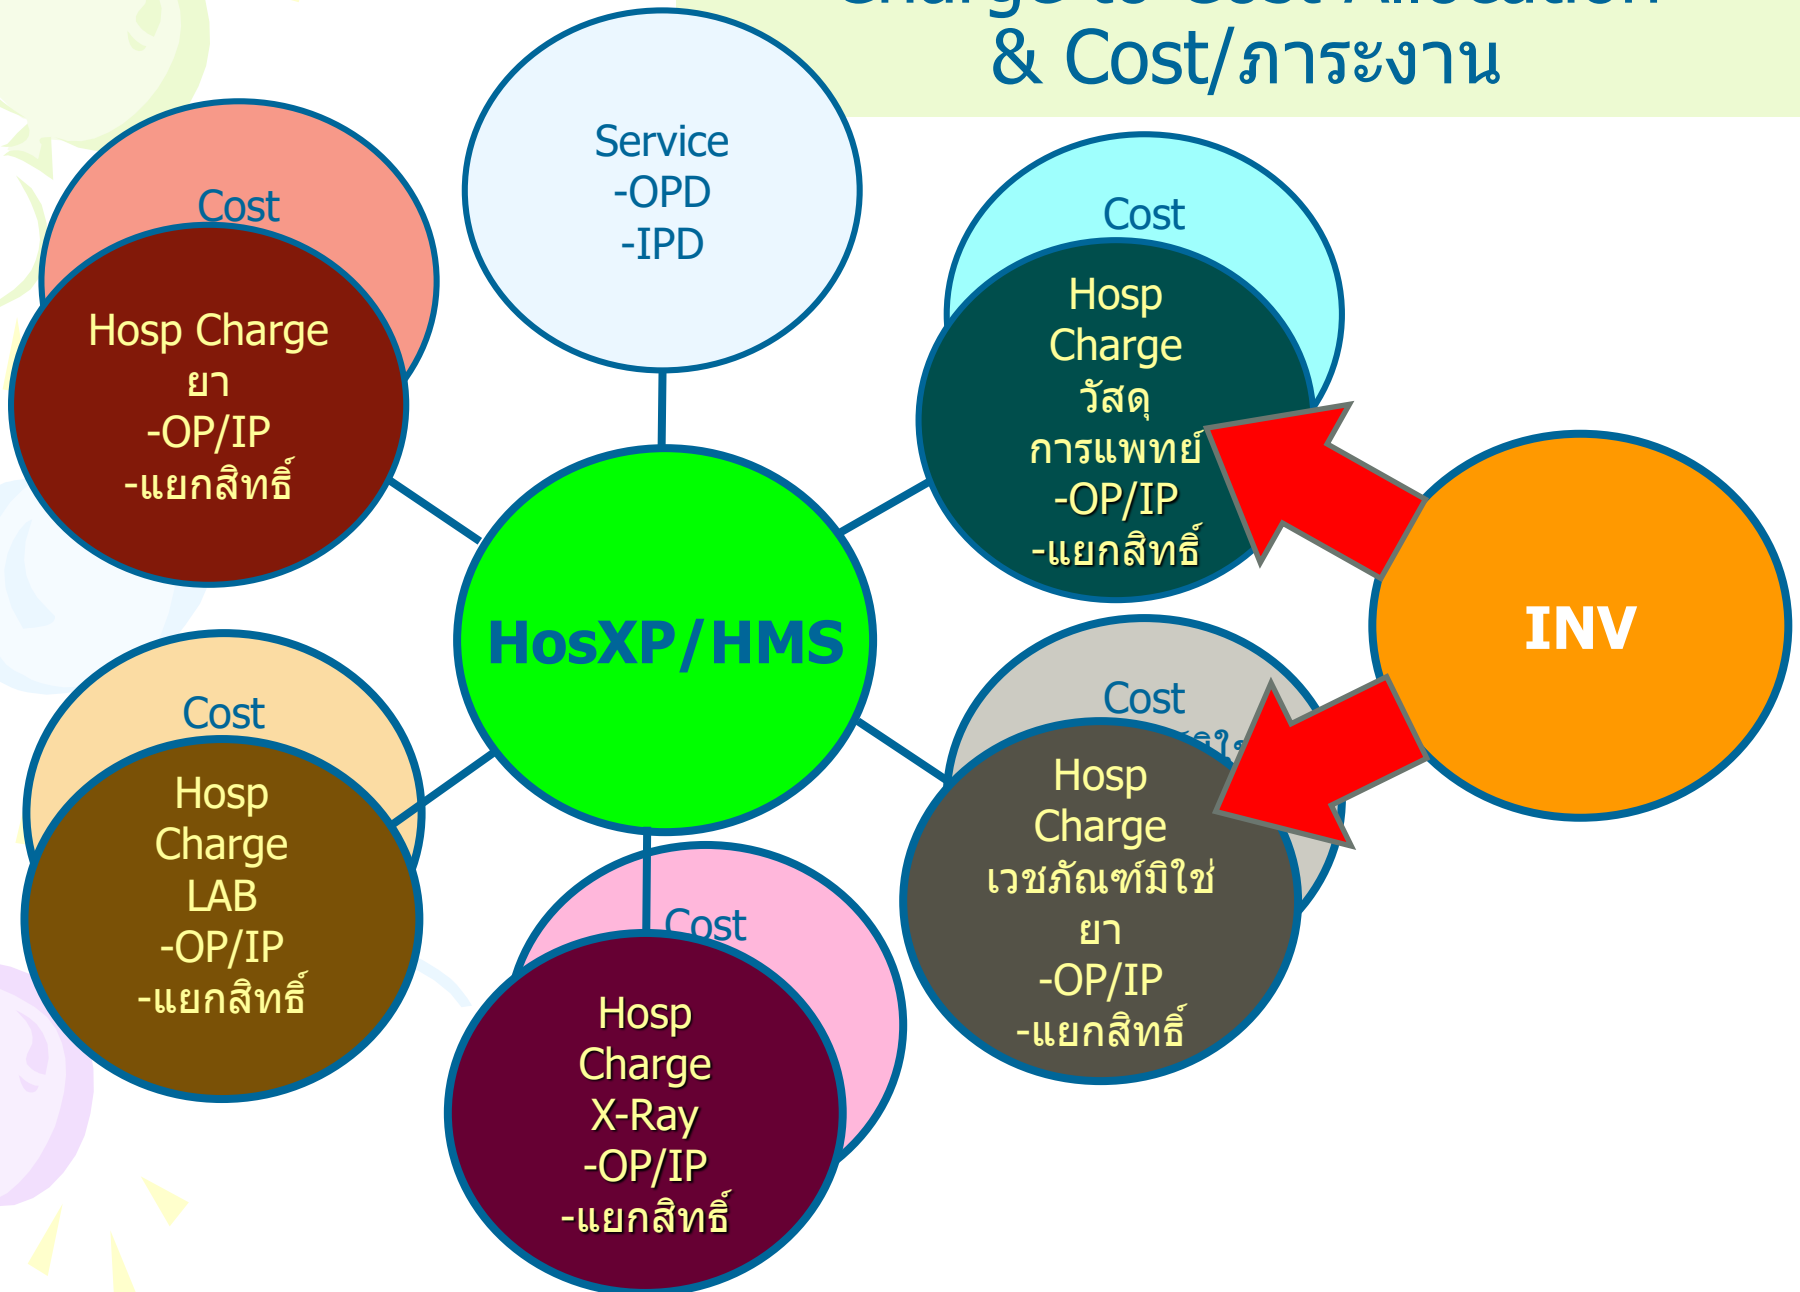 Charge to Cost Allocation
& Cost/ภาระงาน
Service
-OPD
-IPD
Cost
Hosp Charge
ยา
-OP/IP
-แยกสิทธิ์
Cost
Hosp
Charge
วัสดุ
การแพทย์
-OP/IP
-แยกสิทธิ์
HosXP/HMS
INV
Cost
Hosp
Charge
LAB
-OP/IP
-แยกสิทธิ์
Cost
Hosp
Charge
เวชภัณฑ์มิใช่
ยา
-OP/IP
-แยกสิทธิ์
Cost
Hosp
Charge
X-Ray
-OP/IP
-แยกสิทธิ์